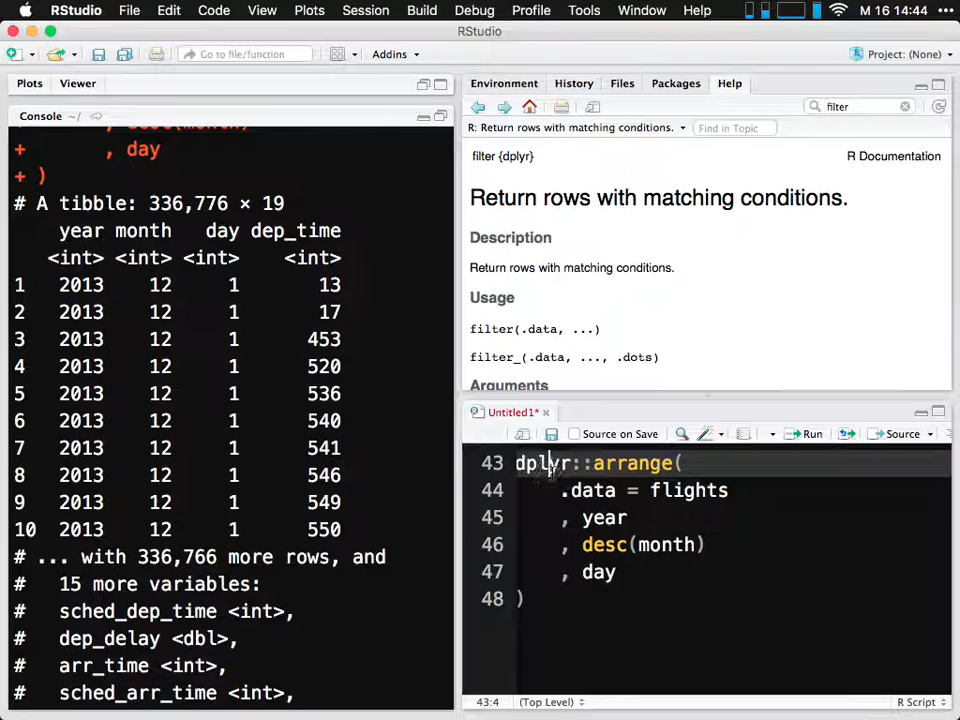 RStudio File Edit Code View Plots Session Build Debug Profile Tools Window Help M 16 14:44
RStudio
Go to file/function Addins Project: (None)
Plots Viewer
Console ~/
+ , desc(month)
+ , day
+ )
# A tibble: 336,776 × 19
year month day dep_time
<int> <int> <int> <int>
1 2013 12 1 13
2 2013 12 1 17
3 2013 12 1 453
4 2013 12 1 520
5 2013 12 1 536
6 2013 12 1 540
7 2013 12 1 541
8 2013 12 1 546
9 2013 12 1 549
10 2013 12 1 550
# ... with 336,766 more rows, and
# 15 more variables:
# sched_dep_time <int>,
# dep_delay <dbl>,
# arr_time <int>,
# sched_arr_time <int>,
Environment History Files Packages Help
filter
R: Return rows with matching conditions. Find in Topic
filter {dplyr} R Documentation
Return rows with matching conditions.
Description
Return rows with matching conditions.
Usage
filter(.data, ...)
filter_(.data, ..., .dots)
Arguments
Untitled1*
Source on Save Run Source
43 dplyr::arrange(
44 .data = flights
45 , year
46 , desc(month)
47 , day
48 )
43:4 (Top Level) R Script